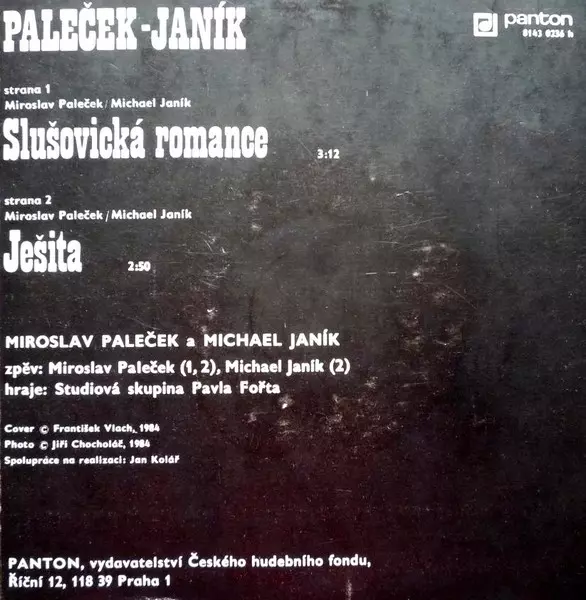 PALEČEK-JANÍK
panton
8143 0236 h
strana 1
Miroslav Paleček/Michael Janík
Slušovická romance 3:12
strana 2
Miroslav Paleček/Michael Janík
Ješita 2:50
MIROSLAV PALEČEK a MICHAEL JANÍK
zpěv: Miroslav Paleček (1, 2), Michael Janík (2)
hraje: Studiová skupina Pavla Fořta
Cover © František Vlach, 1984
Photo © Jiří Chocholáč, 1984
Spolupráce na realizaci: Jan Kolář
PANTON, vydavatelství Českého hudebního fondu,
Říční 12, 118 39 Praha 1